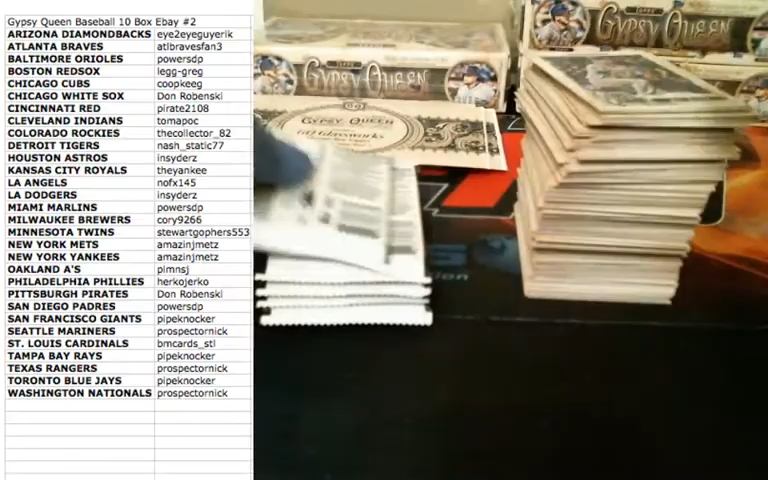 Gypsy Queen Baseball 10 Box Ebay #2
ARIZONA DIAMONDBACKS eye2eyeguyerik
ATLANTA BRAVES atlbravesfan3
BALTIMORE ORIOLES powersdp
BOSTON REDSOX legg-greg
CHICAGO CUBS coopkeeg
CHICAGO WHITE SOX Don Robenski
CINCINNATI RED pirate2108
CLEVELAND INDIANS tomapoc
COLORADO ROCKIES thecollector_82
DETROIT TIGERS nash_static77
HOUSTON ASTROS insyderz
KANSAS CITY ROYALS theyankee
LA ANGELS nofx145
LA DODGERS insyderz
MIAMI MARLINS powersdp
MILWAUKEE BREWERS cory9266
MINNESOTA TWINS stewartgophers553
NEW YORK METS amazinjmetz
NEW YORK YANKEES amazinjmetz
OAKLAND A'S plmnsj
PHILADELPHIA PHILLIES herkojerko
PITTSBURGH PIRATES Don Robenski
SAN DIEGO PADRES powersdp
SAN FRANCISCO GIANTS pipeknocker
SEATTLE MARINERS prospectornick
ST. LOUIS CARDINALS bmcards_stl
TAMPA BAY RAYS pipeknocker
TEXAS RANGERS prospectornick
TORONTO BLUE JAYS pipeknocker
WASHINGTON NATIONALS prospectornick
GYPSY QUEEN
GYPSY QUEEN
GYPSY QUEEN
GQ Glassworks